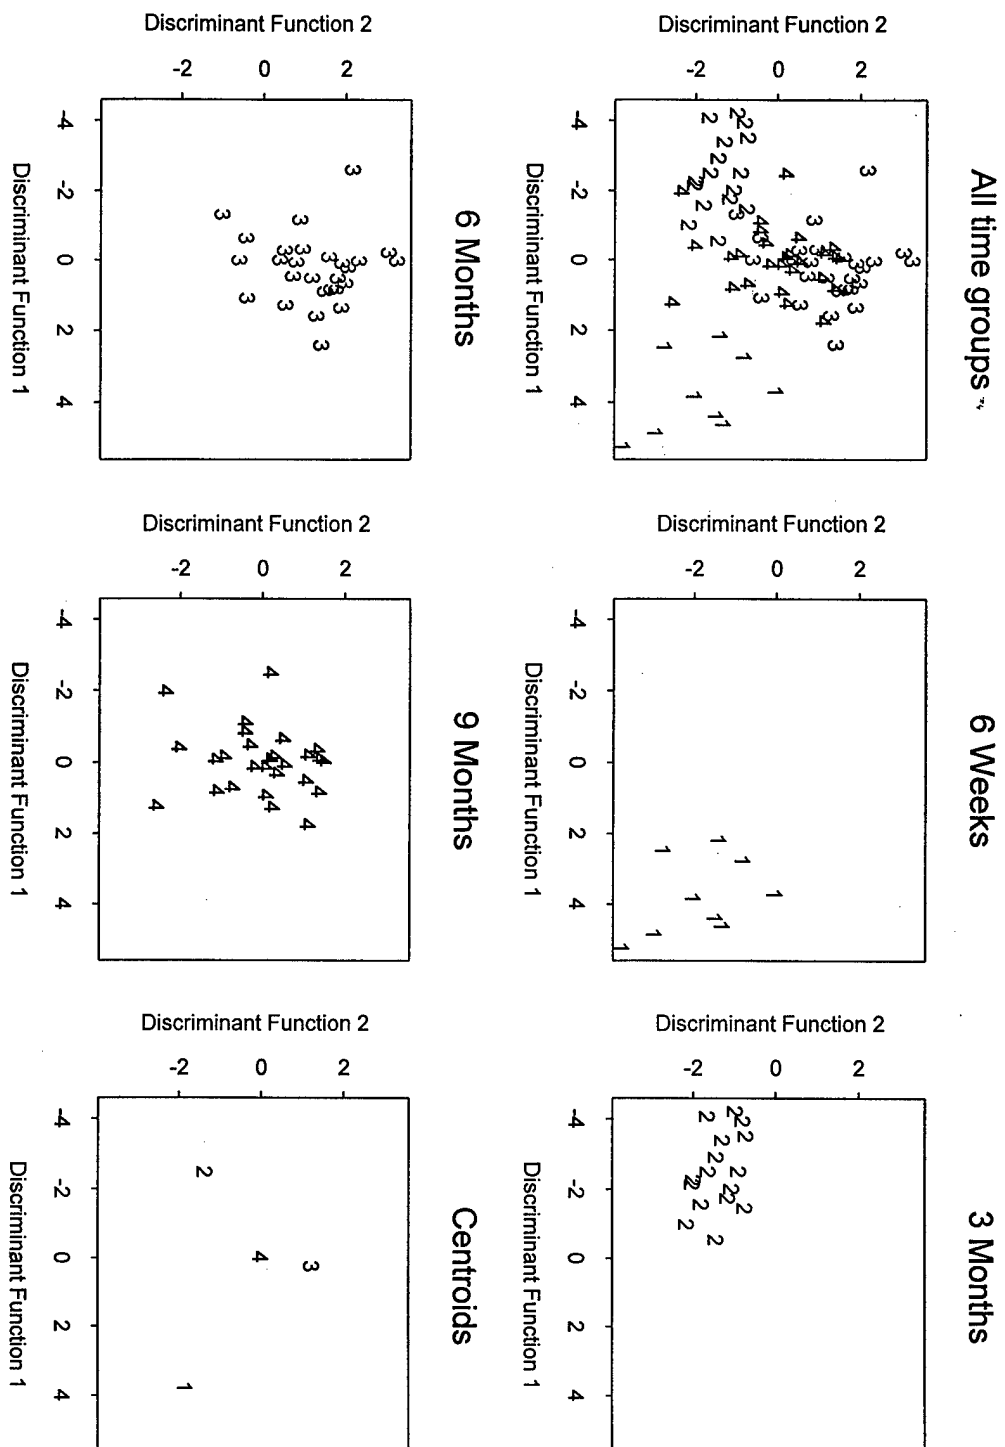 All time groups
Discriminant Function 2
2
0
-2
-4 -2 0 2 4
Discriminant Function 1
6 Weeks
Discriminant Function 2
2
0
-2
-4 -2 0 2 4
Discriminant Function 1
3 Months
Discriminant Function 2
2
0
-2
-4 -2 0 2 4
Discriminant Function 1
6 Months
Discriminant Function 2
2
0
-2
-4 -2 0 2 4
Discriminant Function 1
9 Months
Discriminant Function 2
2
0
-2
-4 -2 0 2 4
Discriminant Function 1
Centroids
Discriminant Function 2
2
0
-2
3
4
2
1
-4 -2 0 2 4
Discriminant Function 1